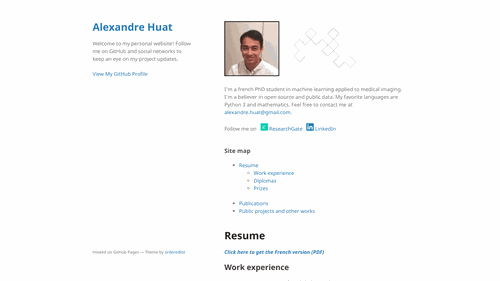 Alexandre Huat
Welcome to my personal website! Follow
me on GitHub and social networks to
keep an eye on my project updates.
View My GitHub Profile
I'm a french PhD student in machine learning applied to medical imaging.
I'm a believer in open source and public data. My favorite languages are
Python 3 and mathematics. Feel free to contact me at
alexandre.huat@gmail.com.
Follow me on ResearchGate LinkedIn
Site map
Resume
Work experience
Diplomas
Prizes
Publications
Public projects and other works
Resume
Click here to get the French version (PDF)
Work experience
Hosted on GitHub Pages — Theme by orderedlist